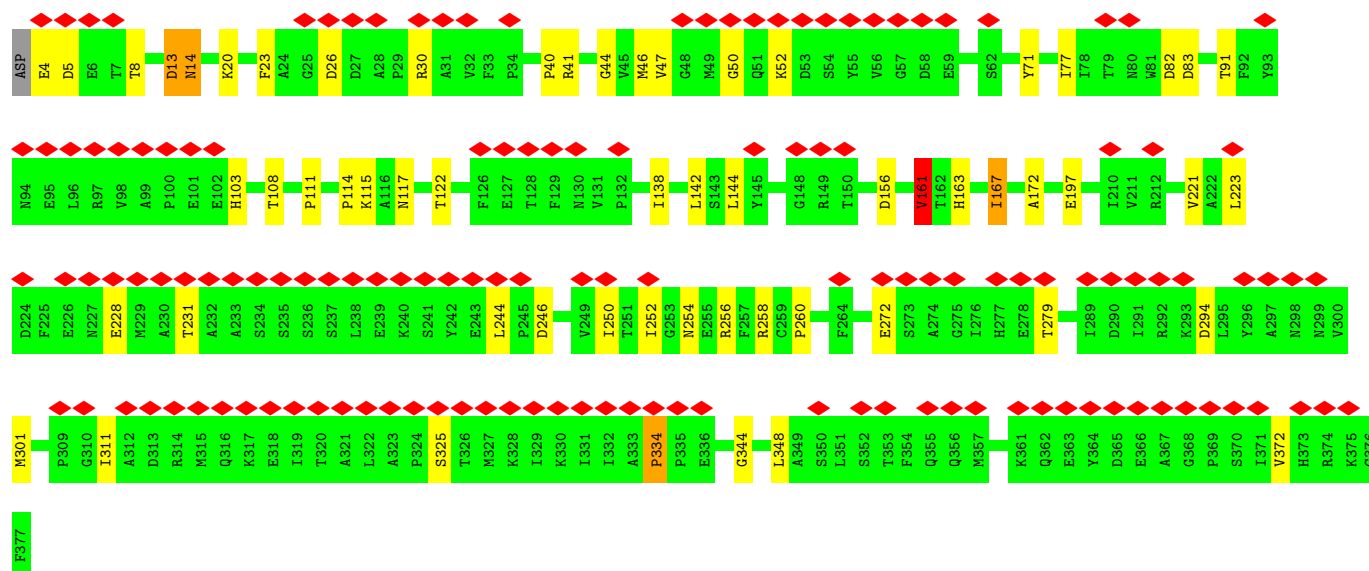 ASP E4 D5 E6 T7 T8 D13 N14 K20 F23 A24 G25 D26 D27 A28 P29 R30 A31 V32 F33 P34 P40 R41 G44 V45 M46 V47 G48 M49 G50 Q51 K52 D53 S54 Y55 V56 G57 D58 E59 S62 Y71 I77 I78 T79 N80 W81 D82 D83 T91 F92 Y93
N94 E95 L96 R97 V98 A99 P100 E101 E102 H103 T108 P111 P114 K115 A116 N117 T122 F126 E127 T128 F129 N130 V131 P132 I138 L142 S143 L144 Y145 G148 R149 T150 D156 V161 T162 H163 I167 A172 E197 I210 V211 R212 V221 A222 L223
D224 F225 E226 N227 E228 M229 A230 T231 A232 A233 S234 S235 S236 S237 L238 E239 K240 S241 Y242 E243 L244 P245 D246 V249 I250 T251 I252 G253 N254 E255 R256 F257 R258 C259 P260 F264 E272 S273 A274 G275 I276 H277 E278 T279 I289 D290 I291 R292 K293 D294 L295 Y296 A297 N298 N299 V300
M301 P309 G310 I311 A312 D313 R314 M315 Q316 K317 E318 I319 T320 A321 L322 A323 P324 S325 T326 M327 K328 I329 K330 I331 I332 A333 P334 P335 E336 G344 L348 A349 S350 L351 S352 T353 F354 Q355 Q356 M357 K361 Q362 E363 Y364 D365 E366 A367 G368 P369 S370 I371 V372 H373 R374 K375
F377